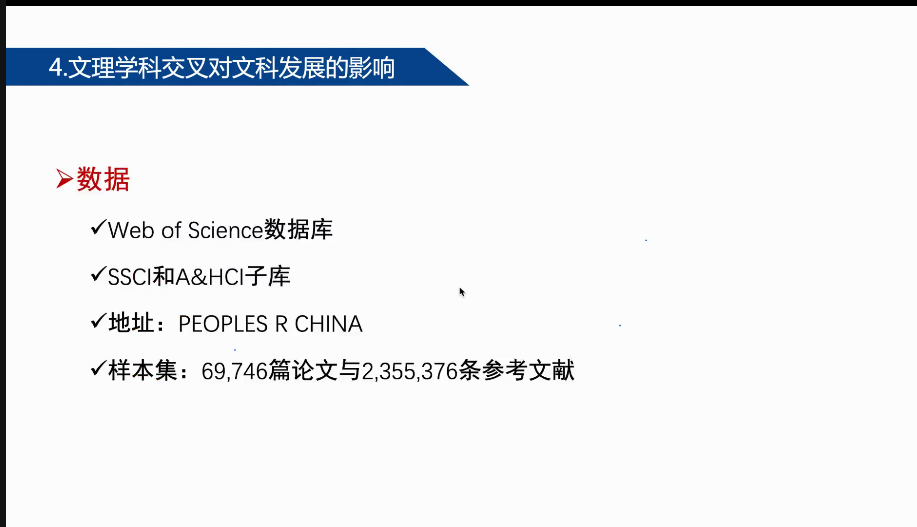 4.文理学科交叉对文科发展的影响
数据
Web of Science数据库
SSCI和A&HCI子库
地址：PEOPLES R CHINA
样本集：69,746篇论文与2,355,376条参考文献